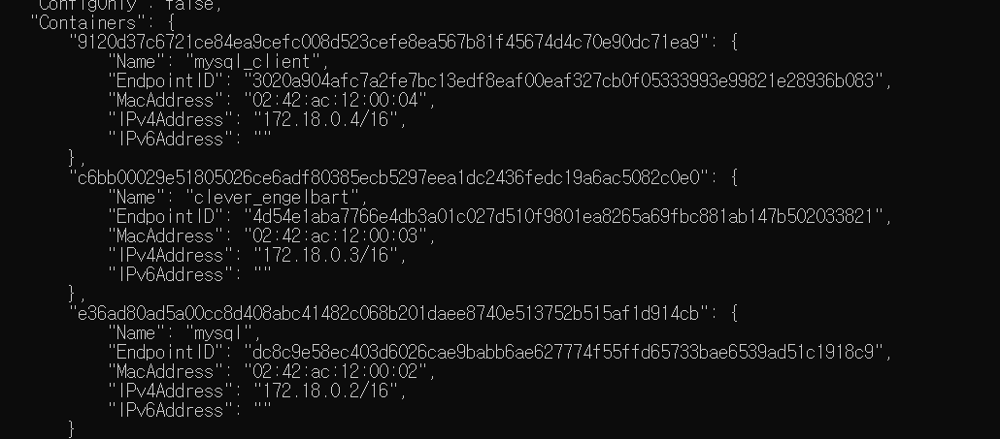 "ConfigOnly": false,
"Containers": {
"9120d37c6721ce84ea9cefc008d523cefe8ea567b81f45674d4c70e90dc71ea9": {
"Name": "mysql_client",
"EndpointID": "3020a904afc7a2fe7bc13edf8eaf00eaf327cb0f05333993e99821e28936b083",
"MacAddress": "02:42:ac:12:00:04",
"IPv4Address": "172.18.0.4/16",
"IPv6Address": ""
},
"c6bb00029e51805026ce6adf80385ecb5297eea1dc2436fedc19a6ac5082c0e0": {
"Name": "clever_engelbart",
"EndpointID": "4d54e1aba7766e4db3a01c027d510f9801ea8265a69fbc881ab147b502033821",
"MacAddress": "02:42:ac:12:00:03",
"IPv4Address": "172.18.0.3/16",
"IPv6Address": ""
},
"e36ad80ad5a00cc8d408abc41482c068b201daee8740e513752b515af1d914cb": {
"Name": "mysql",
"EndpointID": "dc8c9e58ec403d6026cae9babb6ae627774f55ffd65733bae6539ad51c1918c9",
"MacAddress": "02:42:ac:12:00:02",
"IPv4Address": "172.18.0.2/16",
"IPv6Address": ""
}